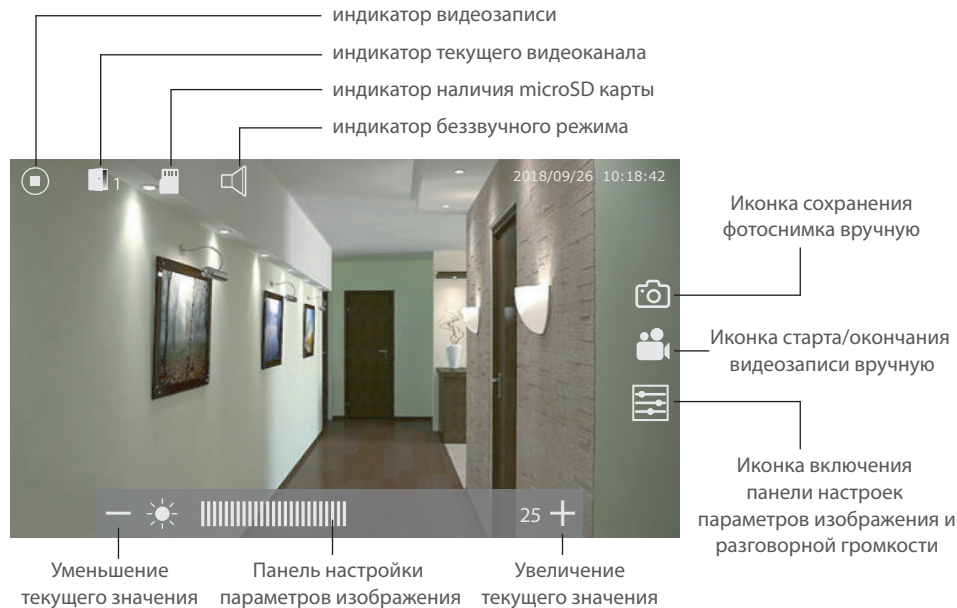 индикатор видеозаписи
индикатор текущего видеоканала
индикатор наличия microSD карты
индикатор беззвучного режима
1
2018/09/26 10:18:42
Иконка сохранения
фотоснимка вручную
Иконка старта/окончания
видеозаписи вручную
Иконка включения
панели настроек
параметров изображения и
разговорной громкости
25
Уменьшение
текущего значения
Панель настройки
параметров изображения
Увеличение
текущего значения